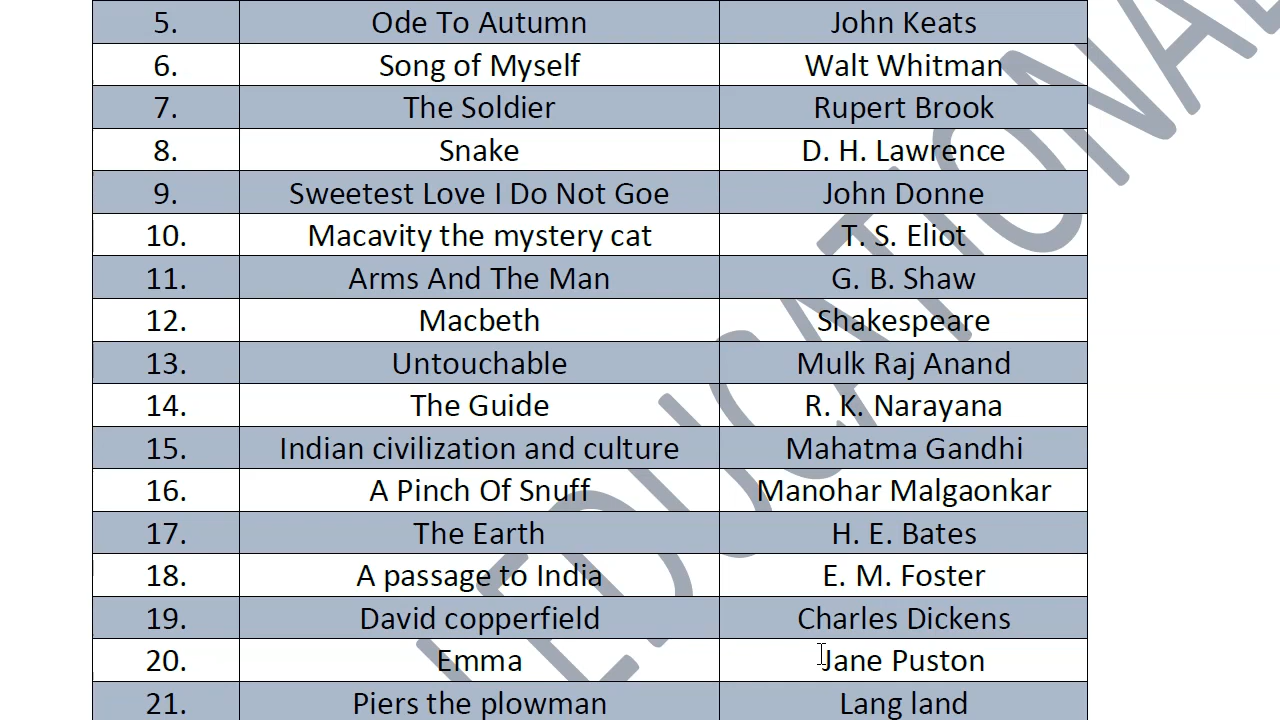 5. Ode To Autumn John Keats
6. Song of Myself Walt Whitman
7. The Soldier Rupert Brook
8. Snake D. H. Lawrence
9. Sweetest Love I Do Not Goe John Donne
10. Macavity the mystery cat T. S. Eliot
11. Arms And The Man G. B. Shaw
12. Macbeth Shakespeare
13. Untouchable Mulk Raj Anand
14. The Guide R. K. Narayana
15. Indian civilization and culture Mahatma Gandhi
16. A Pinch Of Snuff Manohar Malgaonkar
17. The Earth H. E. Bates
18. A passage to India E. M. Foster
19. David copperfield Charles Dickens
20. Emma Jane Puston
21. Piers the plowman Lang land
EDUCATIONAL